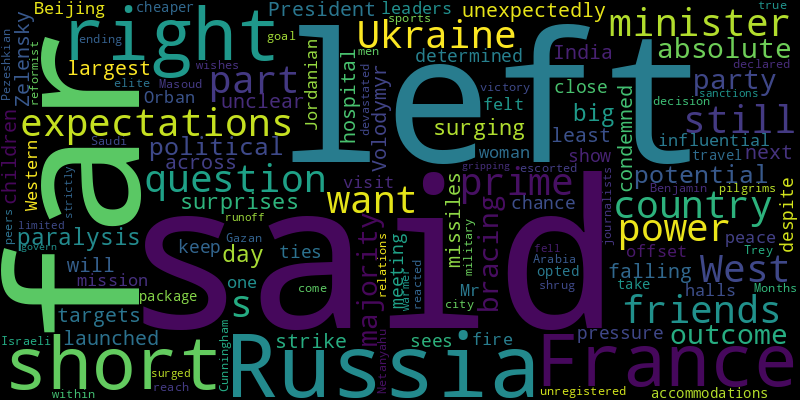 Beijing
cheaper
President
leaders
unexpectedly
true
sports
right
goal
Ukraine
minister
Pezeshkian
reformist
Zelensky
ending
men
determined
India
absolute
largest
part
Jordanian
hospital
left
Masoud
wishes
declared
elite
Orban
unclear
devastated
Volodymyr
victory
close
party
sanctions
decision
expectations
felt
big
condemned
still
surging
least
influential
children
Western
political
woman
show
travel
next
Saudi
across
far
question
visit
gripping
escorted
potential
want
prime
Benjamin
pilgrims
strictly
surprises
missiles
chance
country
despite
peers
limited
runoff
said
majority
bracing
journalists
power
peace
paralysis
Gazan
keep
day
ties
relations
meeting
military
fell
offset
Trey
govern
will
one
Warmer
reacted
Arabia
falling
West
mission
package
s
come
Mr
opted
take
halls
Months
targets
city
shrug
friends
launched
Cunningham
Russia
Netanyahu
sees
fire
pressure
outcome
Israeli
short
strike
France
surged
reach
within
unregistered
accommodations